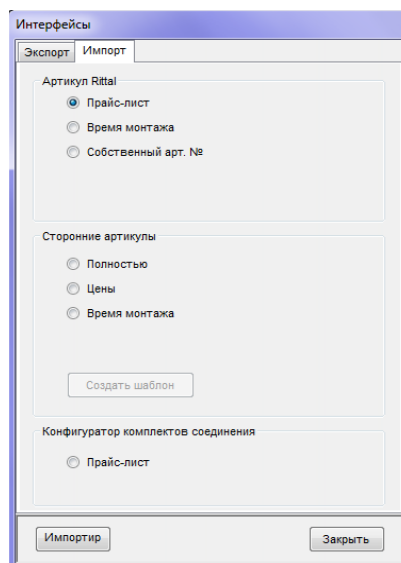 Интерфейсы
Экспорт Импорт
Артикул Rittal
Прайс-лист
Время монтажа
Собственный арт. №
Сторонние артикулы
Полностью
Цены
Время монтажа
Создать шаблон
Конфигуратор комплектов соединения
Прайс-лист
Импортир Закрыть